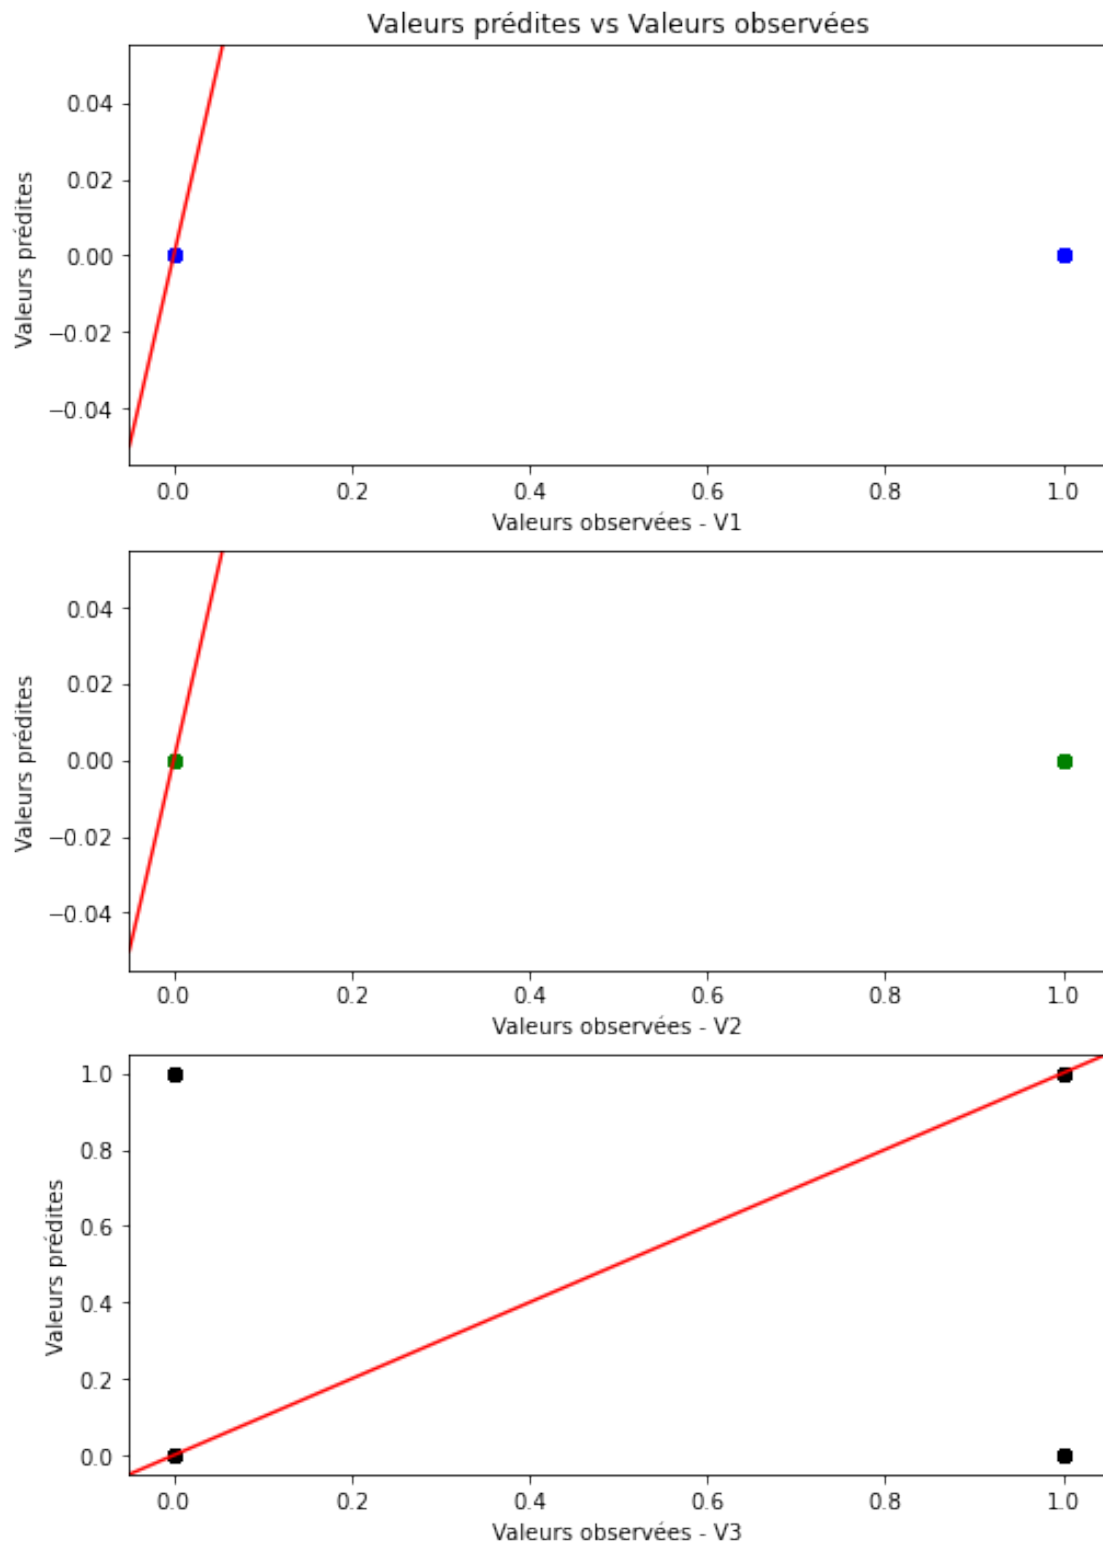 Valeurs prédites vs Valeurs observées
0.04
0.02
0.00
−0.02
−0.04
Valeurs prédites
0.0 0.2 0.4 0.6 0.8 1.0
Valeurs observées - V1
0.04
0.02
0.00
−0.02
−0.04
Valeurs prédites
0.0 0.2 0.4 0.6 0.8 1.0
Valeurs observées - V2
1.0
0.8
0.6
0.4
0.2
0.0
Valeurs prédites
0.0 0.2 0.4 0.6 0.8 1.0
Valeurs observées - V3